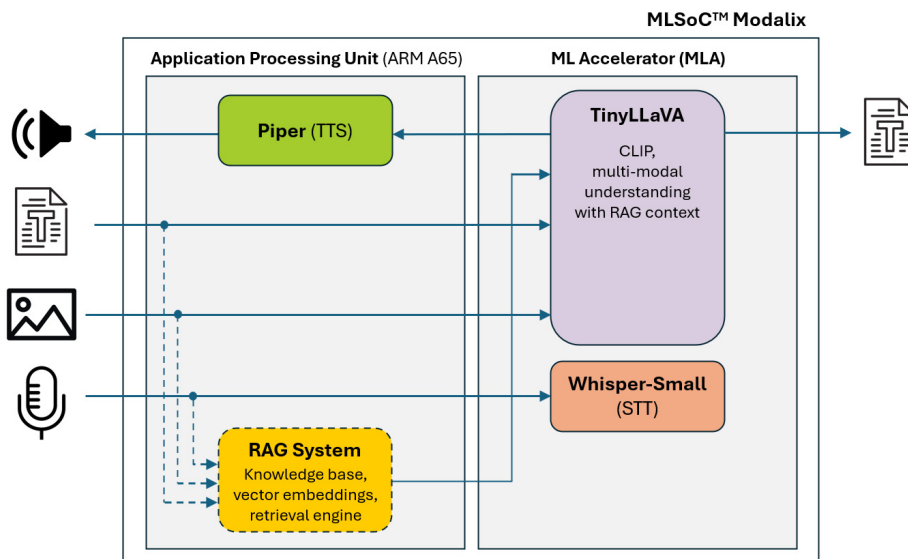 MLSoC™ Modalix
Application Processing Unit (ARM A65)
ML Accelerator (MLA)
Piper (TTS)
TinyLLaVA
CLIP,
multi-modal
understanding
with RAG context
T
T
Whisper-Small
(STT)
RAG System
Knowledge base,
vector embeddings,
retrieval engine